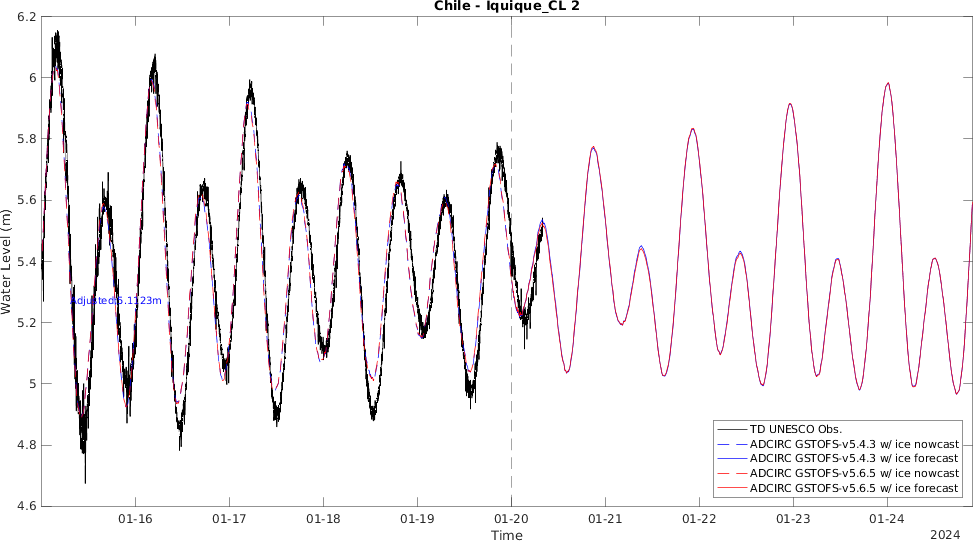 Chile - Iquique_CL 2
6.2
6
5.8
5.6
5.4
5.2
5
4.8
4.6
Water Level (m)
Adjusted:5.1123m
TD UNESCO Obs.
ADCIRC GSTOFS-v5.4.3 w/ ice nowcast
ADCIRC GSTOFS-v5.4.3 w/ ice forecast
ADCIRC GSTOFS-v5.6.5 w/ ice nowcast
ADCIRC GSTOFS-v5.6.5 w/ ice forecast
01-16 01-17 01-18 01-19 01-20 01-21 01-22 01-23 01-24
Time
2024